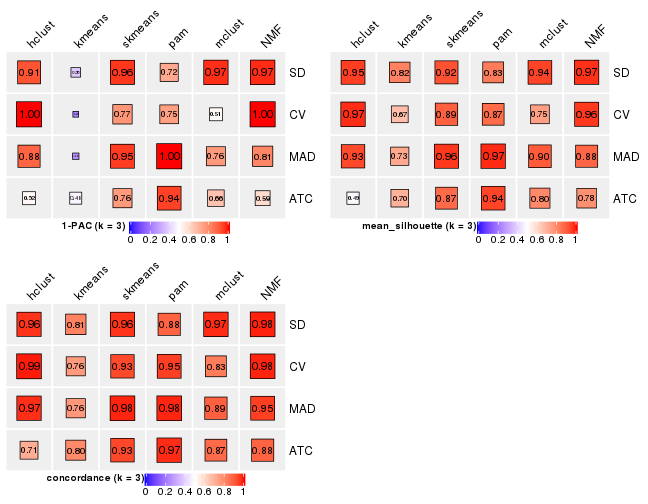 hclust kmeans skmeans pam mclust NMF
0.91 0.96 0.72 0.97 0.97 SD
1.00 0.77 0.75 0.51 1.00 CV
0.88 0.95 1.00 0.76 0.81 MAD
0.52 0.76 0.94 0.66 0.59 ATC
1-PAC (k = 3)
0 0.2 0.4 0.6 0.8 1
hclust kmeans skmeans pam mclust NMF
0.95 0.82 0.92 0.83 0.94 0.97 SD
0.97 0.67 0.89 0.87 0.75 0.96 CV
0.93 0.73 0.96 0.97 0.90 0.88 MAD
0.49 0.70 0.87 0.94 0.80 0.78 ATC
mean_silhouette (k = 3)
0 0.2 0.4 0.6 0.8 1
hclust kmeans skmeans pam mclust NMF
0.96 0.81 0.96 0.88 0.97 0.98 SD
0.99 0.76 0.93 0.95 0.83 0.98 CV
0.97 0.76 0.98 0.98 0.89 0.95 MAD
0.71 0.80 0.93 0.97 0.87 0.88 ATC
concordance (k = 3)
0 0.2 0.4 0.6 0.8 1